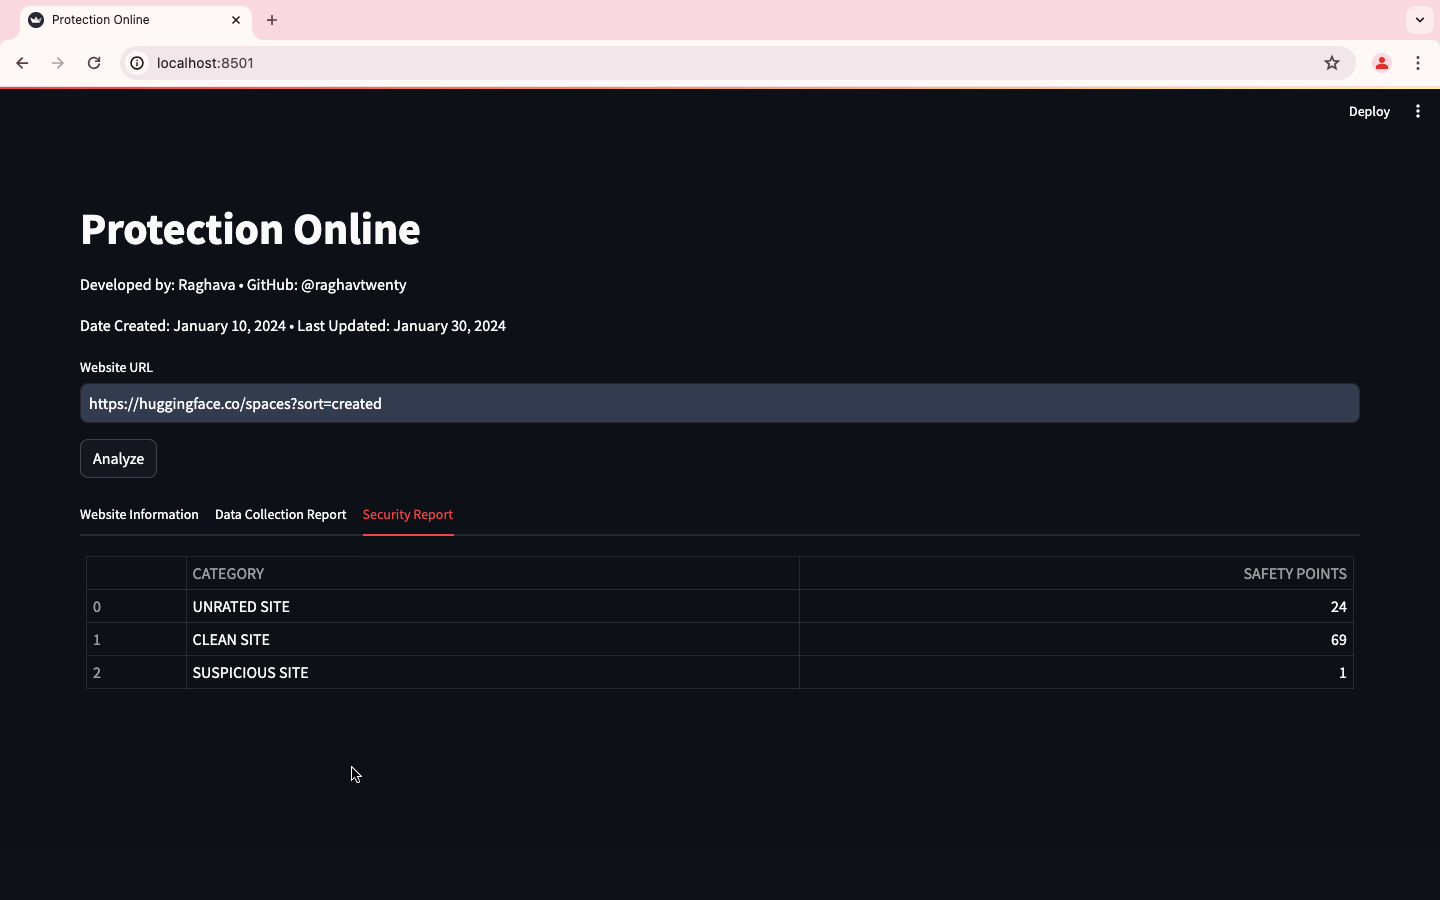 Protection Online
localhost:8501
Deploy
Protection Online
Developed by: Raghava • GitHub: @raghavtwenty
Date Created: January 10, 2024 • Last Updated: January 30, 2024
Website URL
https://huggingface.co/spaces?sort=created
Analyze
Website Information Data Collection Report Security Report
CATEGORY SAFETY POINTS
0 UNRATED SITE 24
1 CLEAN SITE 69
2 SUSPICIOUS SITE 1